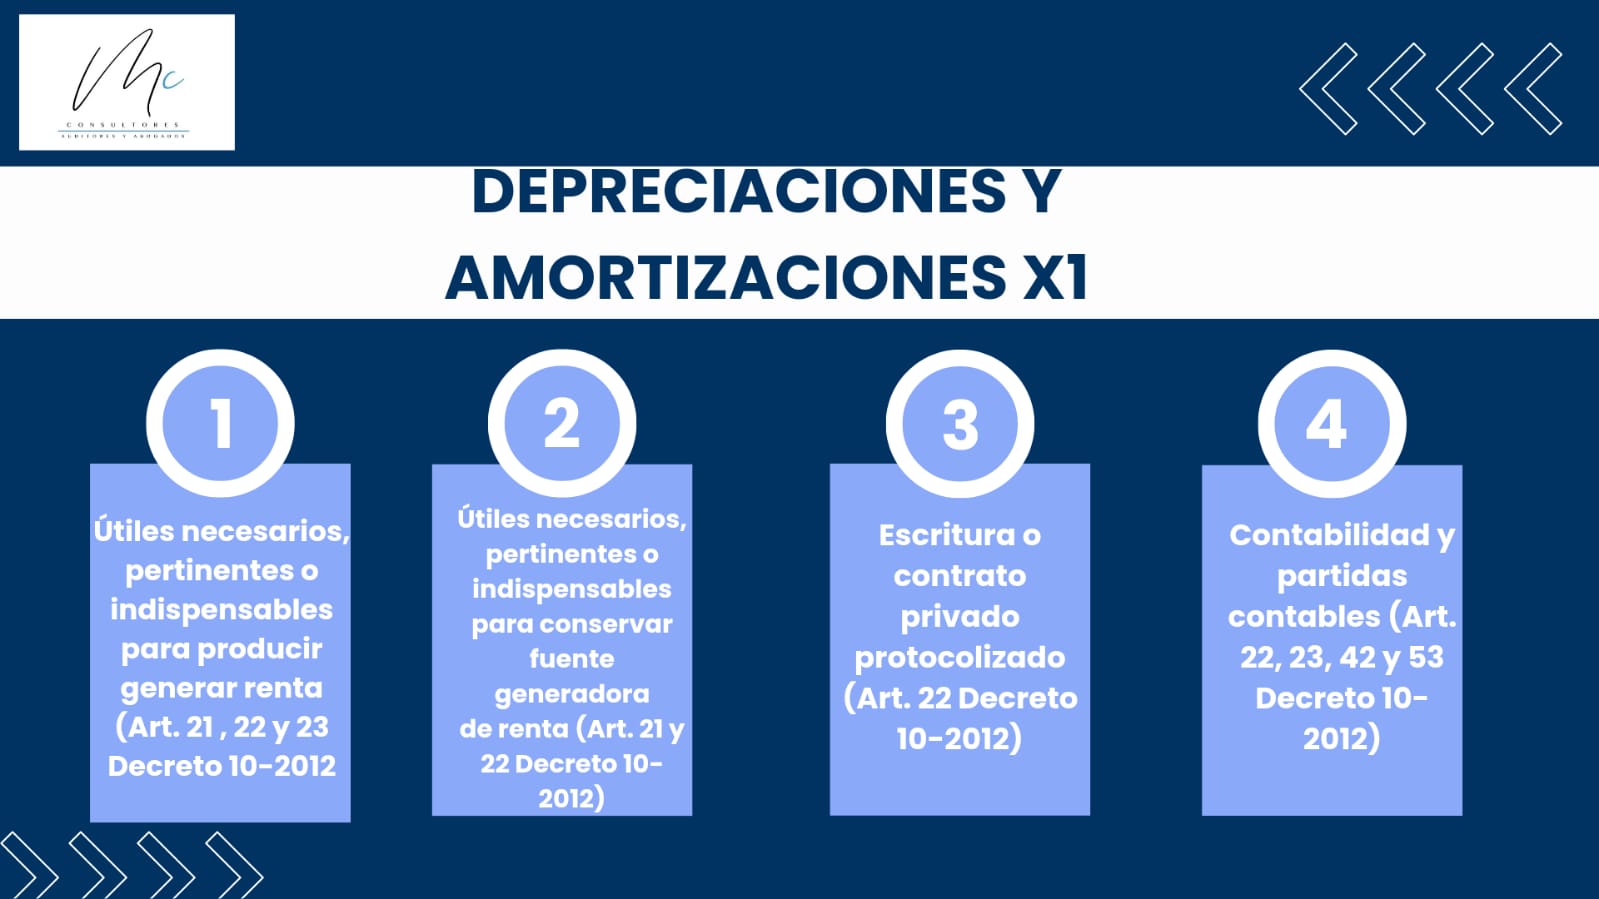 Mc
CONSULTORES
AUDITORES Y ABOGADOS
DEPRECIACIONES Y
AMORTIZACIONES X1
1
Útiles necesarios,
pertinentes o
indispensables
para producir
generar renta
(Art. 21 , 22 y 23
Decreto 10-2012
2
Útiles necesarios,
pertinentes o
indispensables
para conservar
fuente
generadora
de renta (Art. 21 y
22 Decreto 10-
2012)
3
Escritura o
contrato
privado
protocolizado
(Art. 22 Decreto
10-2012)
4
Contabilidad y
partidas
contables (Art.
22, 23, 42 y 53
Decreto 10-
2012)